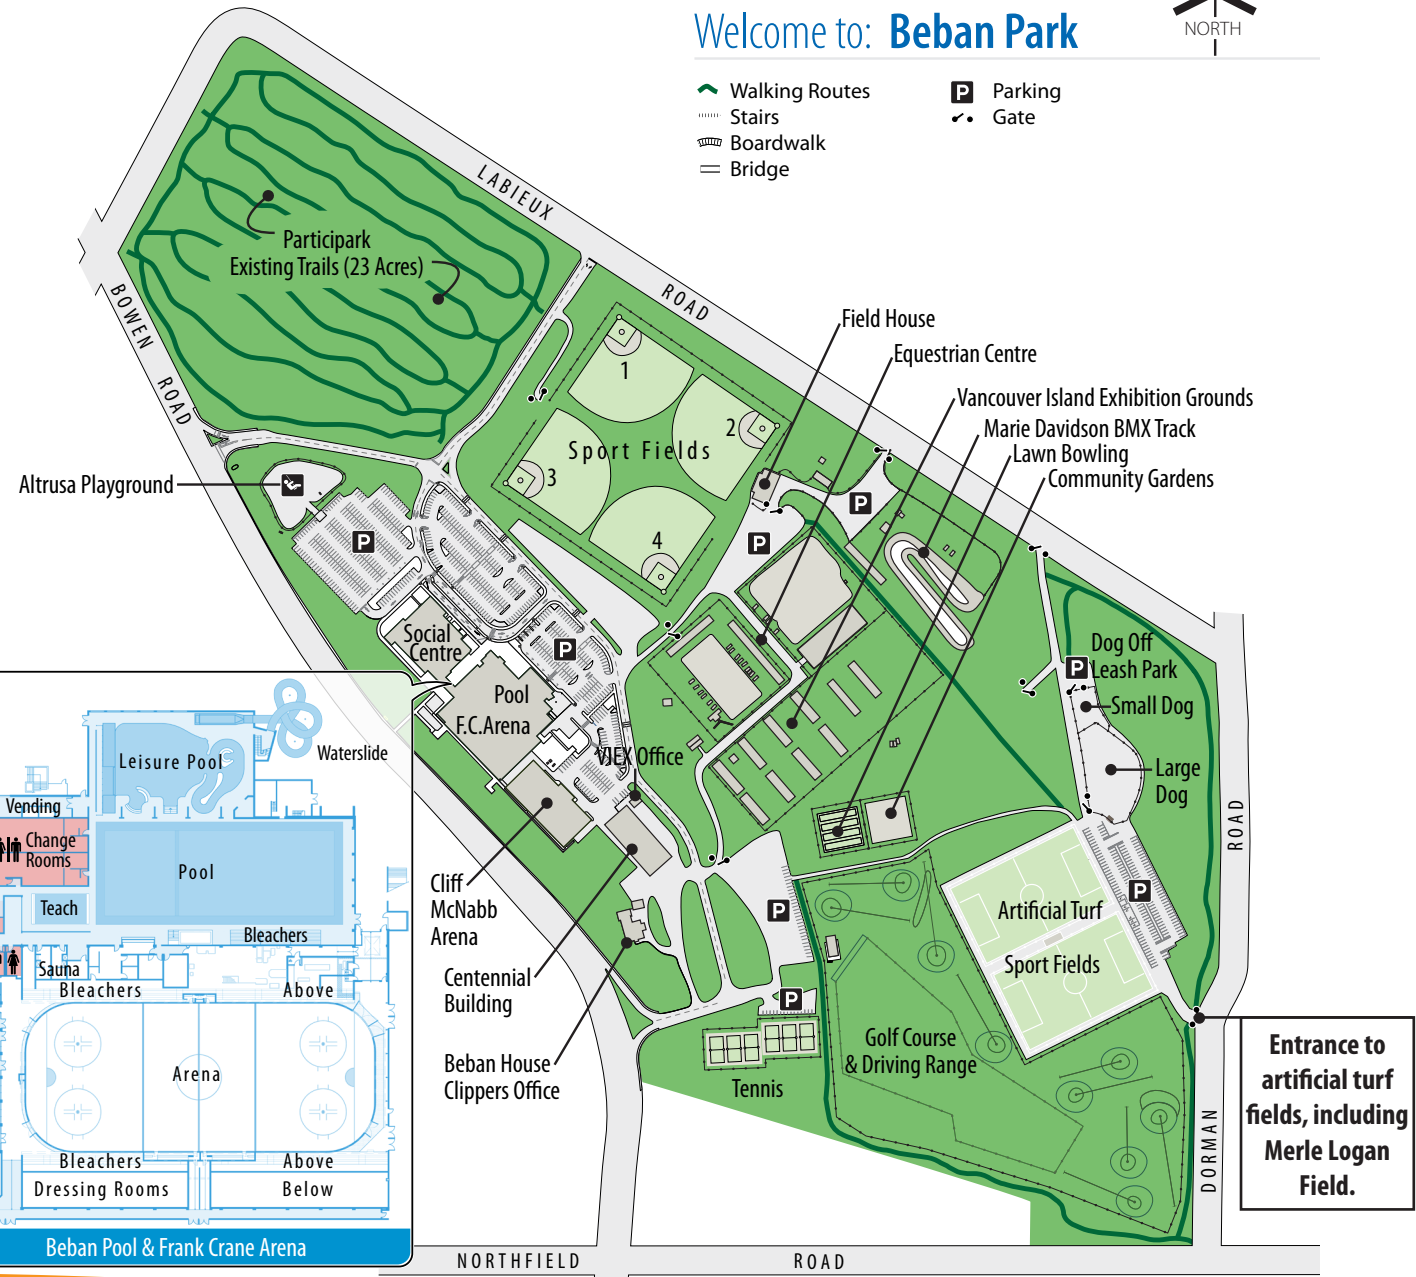 Welcome to: Beban Park
NORTH
Walking Routes
Stairs
Boardwalk
Bridge
P Parking
Gate
LABIEUX
ROAD
BOWEN
ROAD
Participark
Existing Trails (23 Acres)
Field House
Equestrian Centre
Vancouver Island Exhibition Grounds
Marie Davidson BMX Track
Lawn Bowling
Community Gardens
1
2
Sport Fields
3
4
Altrusa Playground
P
P
P
P
Social
Centre
Pool
F.C.Arena
VIEX Office
Dog Off
Leash Park
P
Small Dog
Large
Dog
ROAD
Cliff
McNabb
Arena
Centennial
Building
Beban House
Clippers Office
P
P
P
Artificial Turf
Sport Fields
Golf Course
& Driving Range
Tennis
DORMAN
Entrance to
artificial turf
fields, including
Merle Logan
Field.
Leisure Pool
Waterslide
Vending
Change
Rooms
Pool
Teach
Bleachers
Sauna
Bleachers Above
Arena
Bleachers Above
Dressing Rooms Below
Beban Pool & Frank Crane Arena
NORTHFIELD ROAD